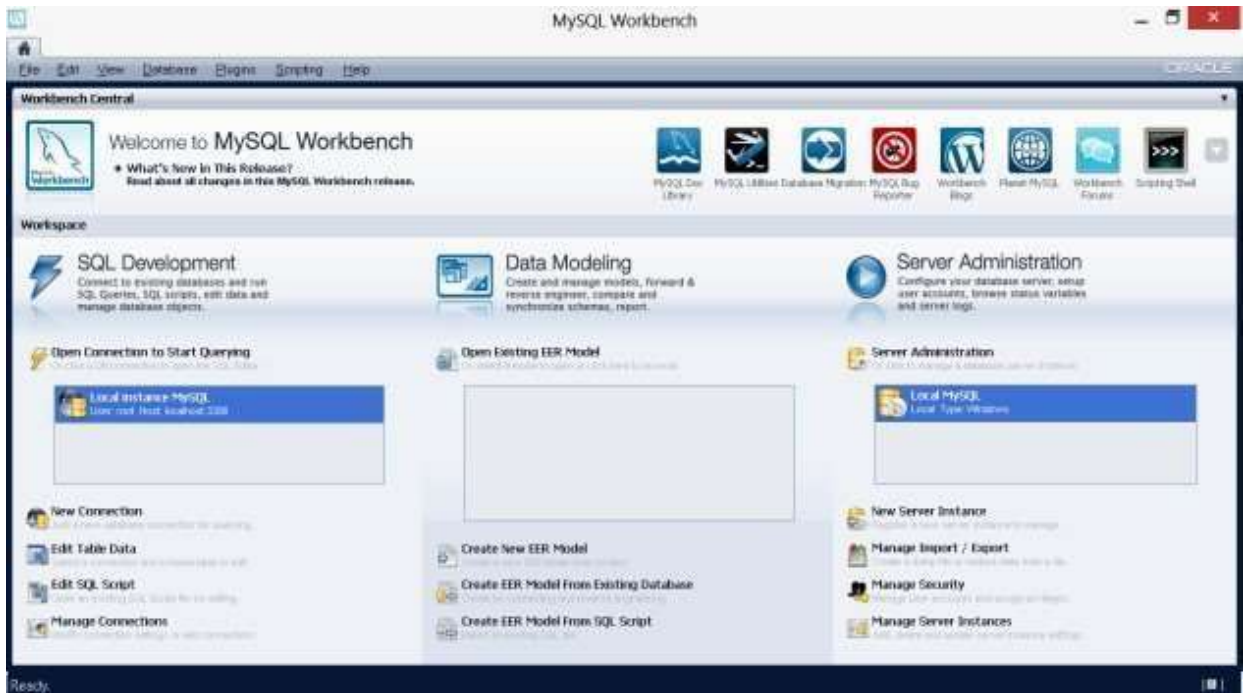 MySQL Workbench
File Edit View Database Plugins Scripting Help
ORACLE
Workbench Central
Workbench
Welcome to MySQL Workbench
What's New in This Release?
Read about all changes in this MySQL Workbench release.
MySQL Doc Library
MySQL Utilities
Database Migration
MySQL Bug Reporter
Workbench Blogs
Planet MySQL
Workbench Forums
Scripting Shell
Workspace
SQL Development
Connect to existing databases and run
SQL Queries, SQL scripts, edit data and
manage database objects.
Open Connection to Start Querying
Local instance MySQL
User: root Host: localhost
New Connection
Edit Table Data
Edit SQL Script
Manage Connections
Data Modeling
Create and manage models, forward &
reverse engineer, compare and
synchronize schemas, report.
Open Existing EER Model
Create New EER Model
Create EER Model From Existing Database
Create EER Model From SQL Script
Server Administration
Configure your database server, setup
user accounts, browse status variables
and server logs.
Server Administration
Local MySQL
Local Type: Windows
New Server Instance
Manage Import / Export
Manage Security
Manage Server Instances
Ready.